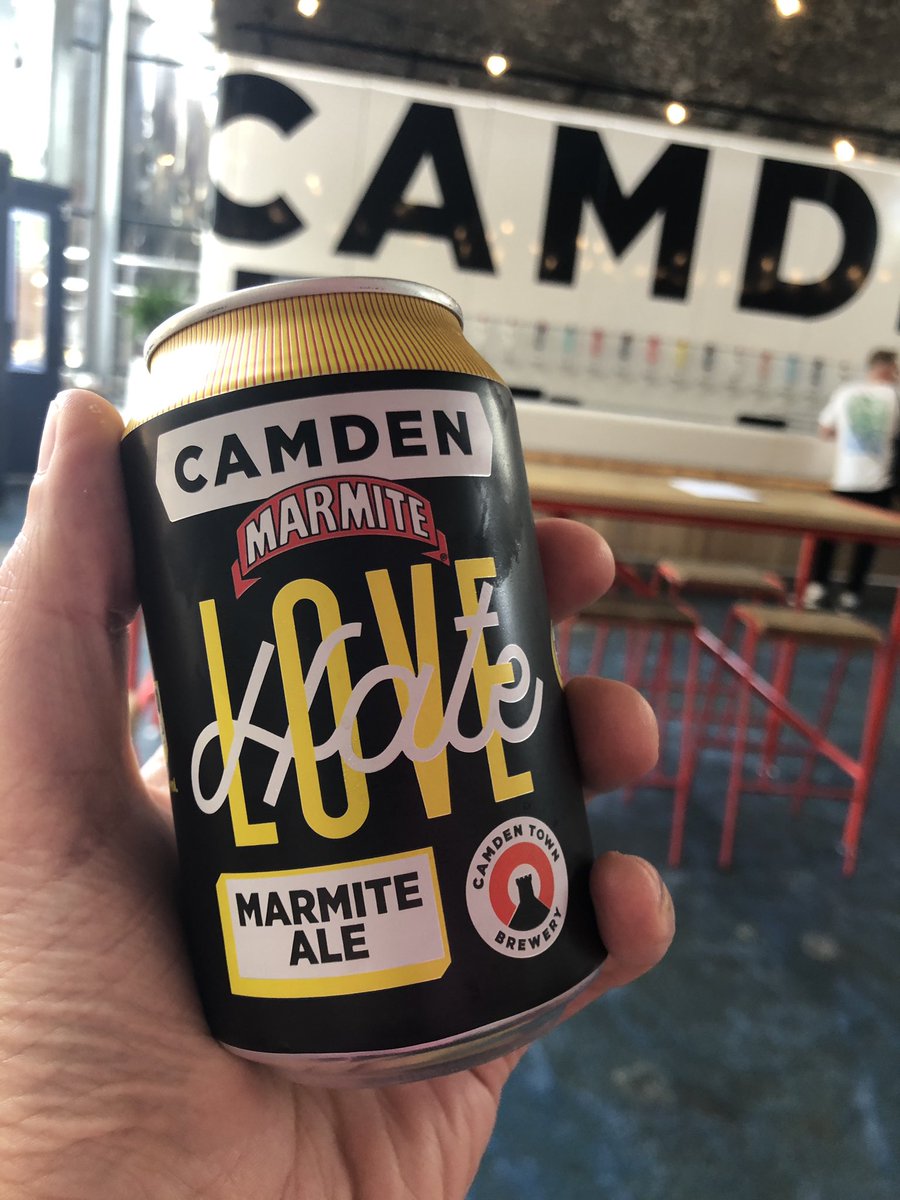 CAMD
CAMDEN
MARMITE
LOVE
Hate
MARMITE
ALE
CAMDEN TOWN
BREWERY